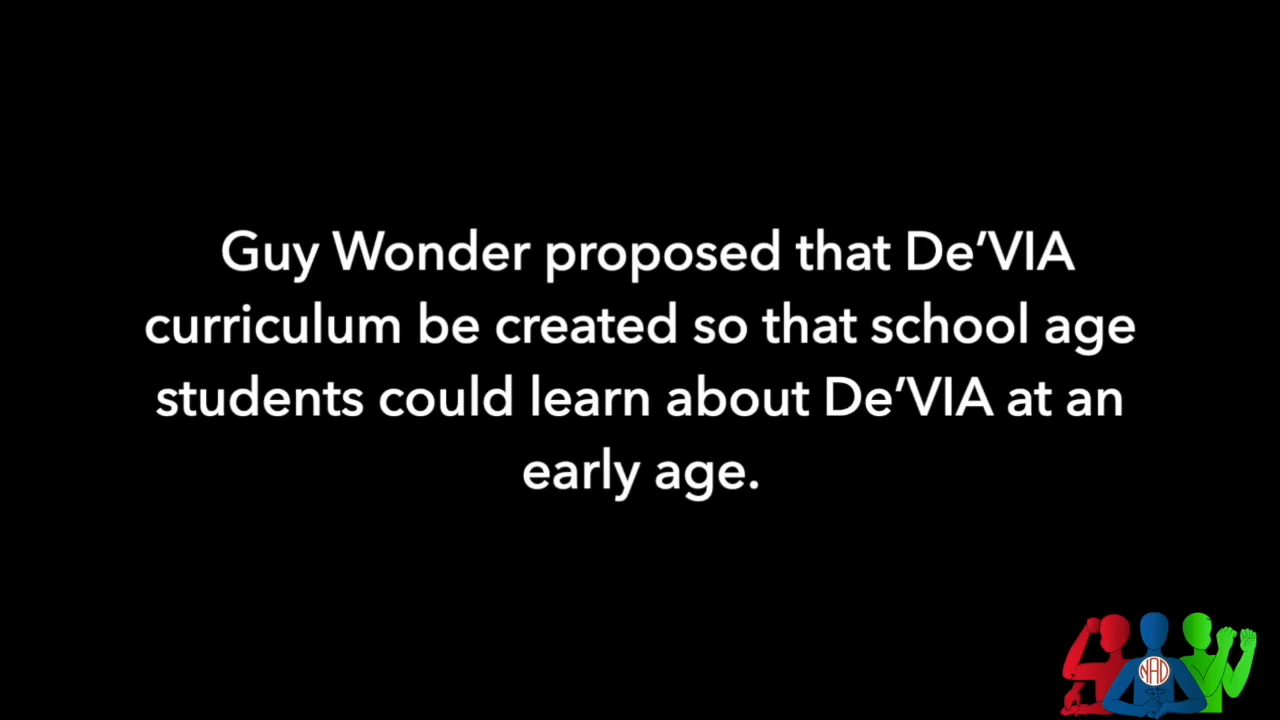 Guy Wonder proposed that De’VIA
curriculum be created so that school age
students could learn about De’VIA at an
early age.
NAD